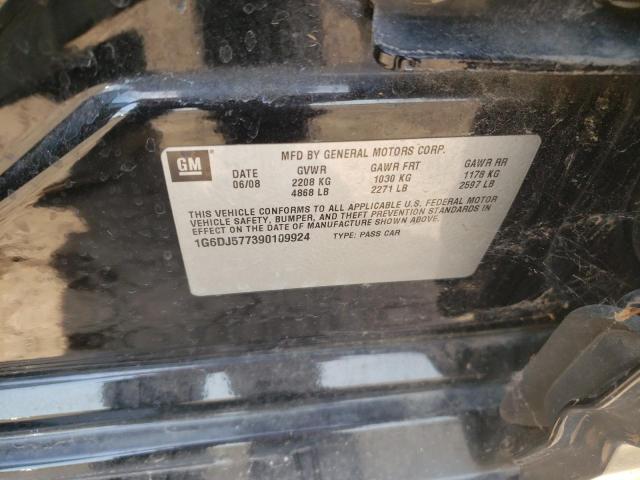 GM
MFD BY GENERAL MOTORS CORP.
DATE GVWR GAWR FRT GAWR RR
06/08 2208 KG 1030 KG 1178 KG
4868 LB 2271 LB 2597 LB
THIS VEHICLE CONFORMS TO ALL APPLICABLE U.S. FEDERAL MOTOR
VEHICLE SAFETY, BUMPER, AND THEFT PREVENTION STANDARDS IN
EFFECT ON THE DATE OF MANUFACTURE SHOWN ABOVE.
1G6DJ577390109924 TYPE: PASS CAR